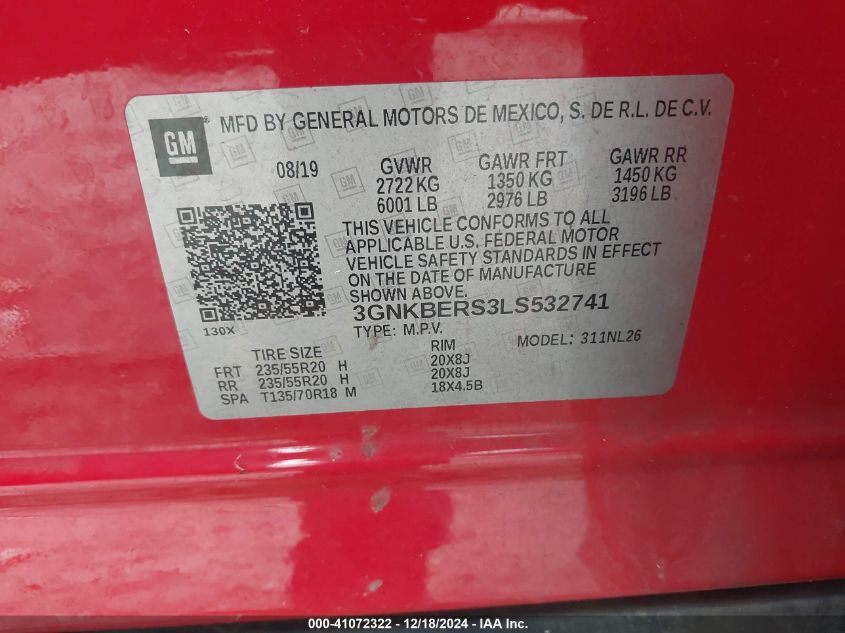 GM
MFD BY GENERAL MOTORS DE MEXICO, S. DE R.L. DE C.V.
08/19
GVWR GAWR FRT GAWR RR
2722 KG 1350 KG 1450 KG
6001 LB 2976 LB 3196 LB
THIS VEHICLE CONFORMS TO ALL
APPLICABLE U.S. FEDERAL MOTOR
VEHICLE SAFETY STANDARDS IN EFFECT
ON THE DATE OF MANUFACTURE
SHOWN ABOVE.
3GNKBERS3LS532741
130X
TYPE: M.P.V. MODEL: 311NL26
TIRE SIZE RIM
FRT 235/55R20 H 20X8J
RR 235/55R20 H 20X8J
SPA T135/70R18 M 18X4.5B
000-41072322 - 12/18/2024 - IAA Inc.